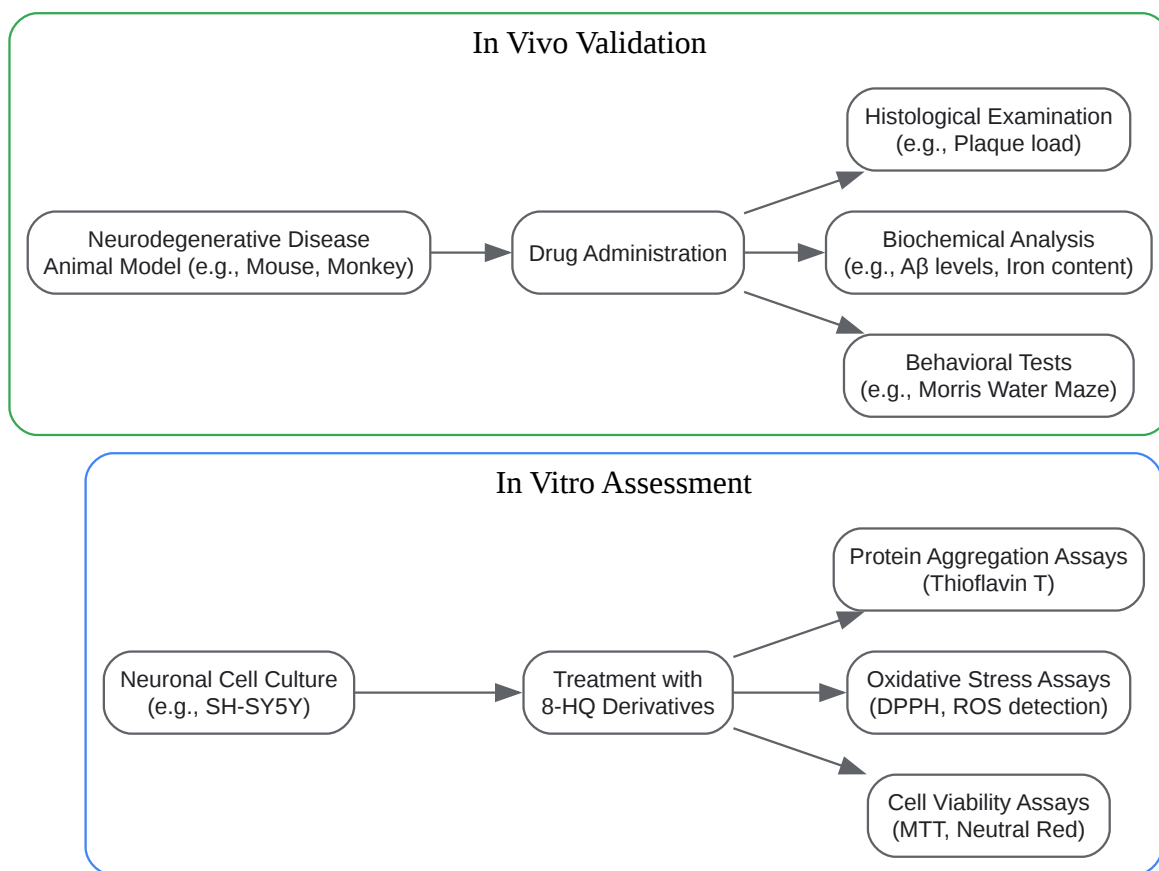 In Vivo Validation
Histological Examination
(e.g., Plaque load)
Neurodegenerative Disease
Animal Model (e.g., Mouse, Monkey)
Drug Administration
Biochemical Analysis
(e.g., Aβ levels, Iron content)
Behavioral Tests
(e.g., Morris Water Maze)
In Vitro Assessment
Protein Aggregation Assays
(Thioflavin T)
Neuronal Cell Culture
(e.g., SH-SY5Y)
Treatment with
8-HQ Derivatives
Oxidative Stress Assays
(DPPH, ROS detection)
Cell Viability Assays
(MTT, Neutral Red)